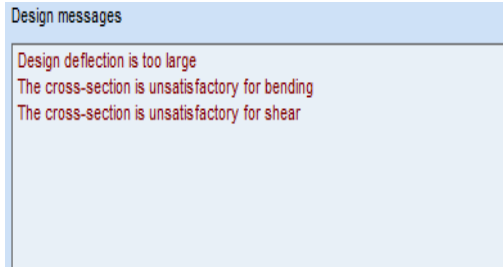 Design messages
Design deflection is too large
The cross-section is unsatisfactory for bending
The cross-section is unsatisfactory for shear